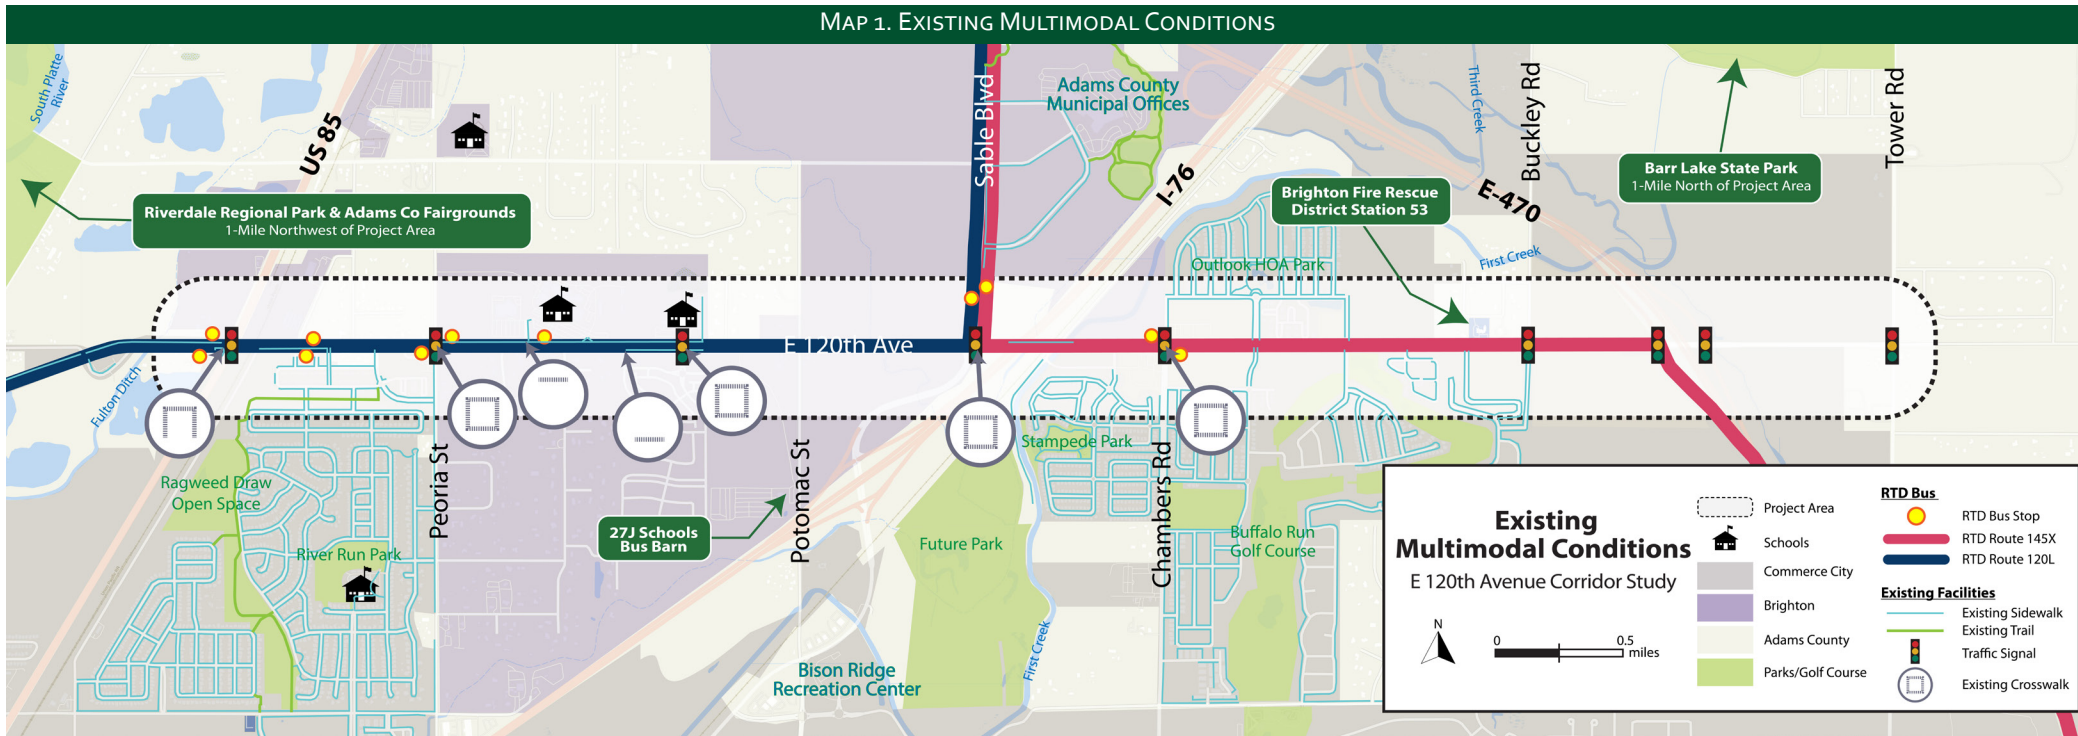 Map 1. Existing Multimodal Conditions
South Platte
River
US 85
Sable Blvd
Adams County
Municipal Offices
I-76
Third Creek
Buckley Rd
E-470
Tower Rd
Barr Lake State Park
1-Mile North of Project Area
Brighton Fire Rescue
District Station 53
Riverdale Regional Park & Adams Co Fairgrounds
1-Mile Northwest of Project Area
First Creek
Outlook HOA Park
E 120th Ave
Fulton Ditch
Ragweed Draw
Open Space
River Run Park
Peoria St
27J Schools
Bus Barn
Potomac St
Stampede Park
Future Park
First Creek
Chambers Rd
Buffalo Run
Golf Course
Bison Ridge
Recreation Center
Existing
Multimodal Conditions
E 120th Avenue Corridor Study
N
0 0.5
miles
Project Area
Schools
Commerce City
Brighton
Adams County
Parks/Golf Course
RTD Bus
RTD Bus Stop
RTD Route 145X
RTD Route 120L
Existing Facilities
Existing Sidewalk
Existing Trail
Traffic Signal
Existing Crosswalk